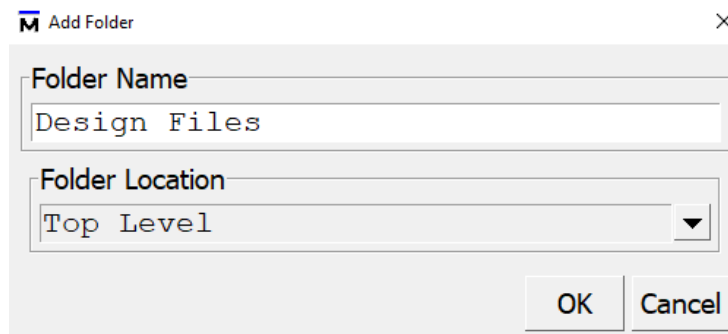 Add Folder
Folder Name
Design Files
Folder Location
Top Level
OK Cancel